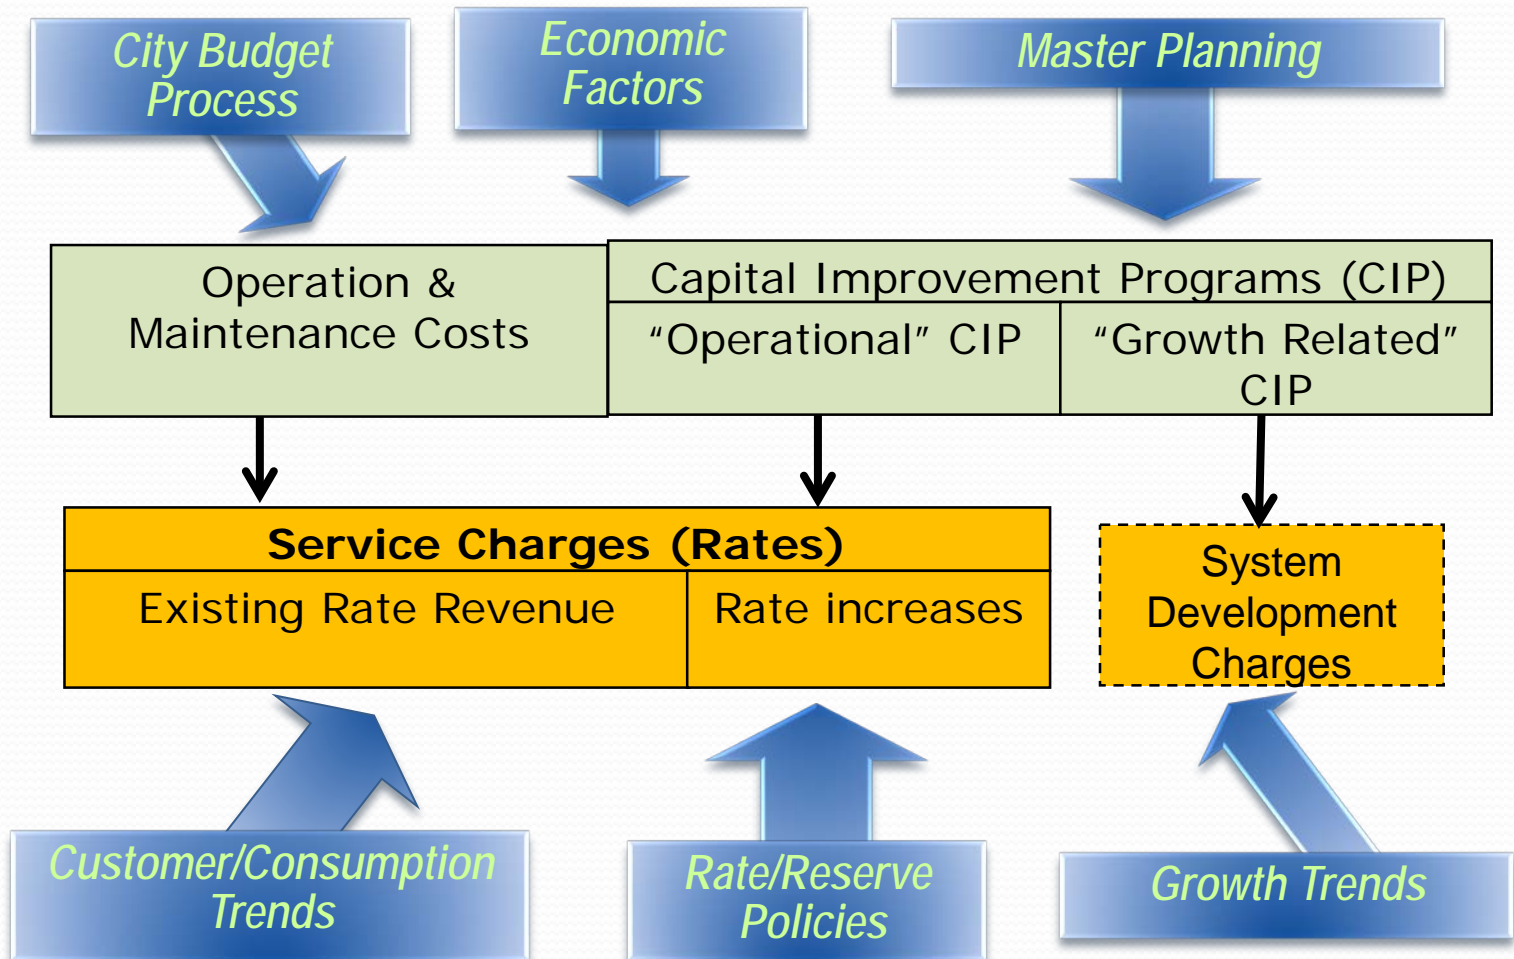 City Budget
Process
Economic
Factors
Master Planning
Operation &
Maintenance Costs
Capital Improvement Programs (CIP)
“Operational” CIP
“Growth Related”
CIP
Service Charges (Rates)
Existing Rate Revenue
Rate increases
System
Development
Charges
Customer/Consumption
Trends
Rate/Reserve
Policies
Growth Trends